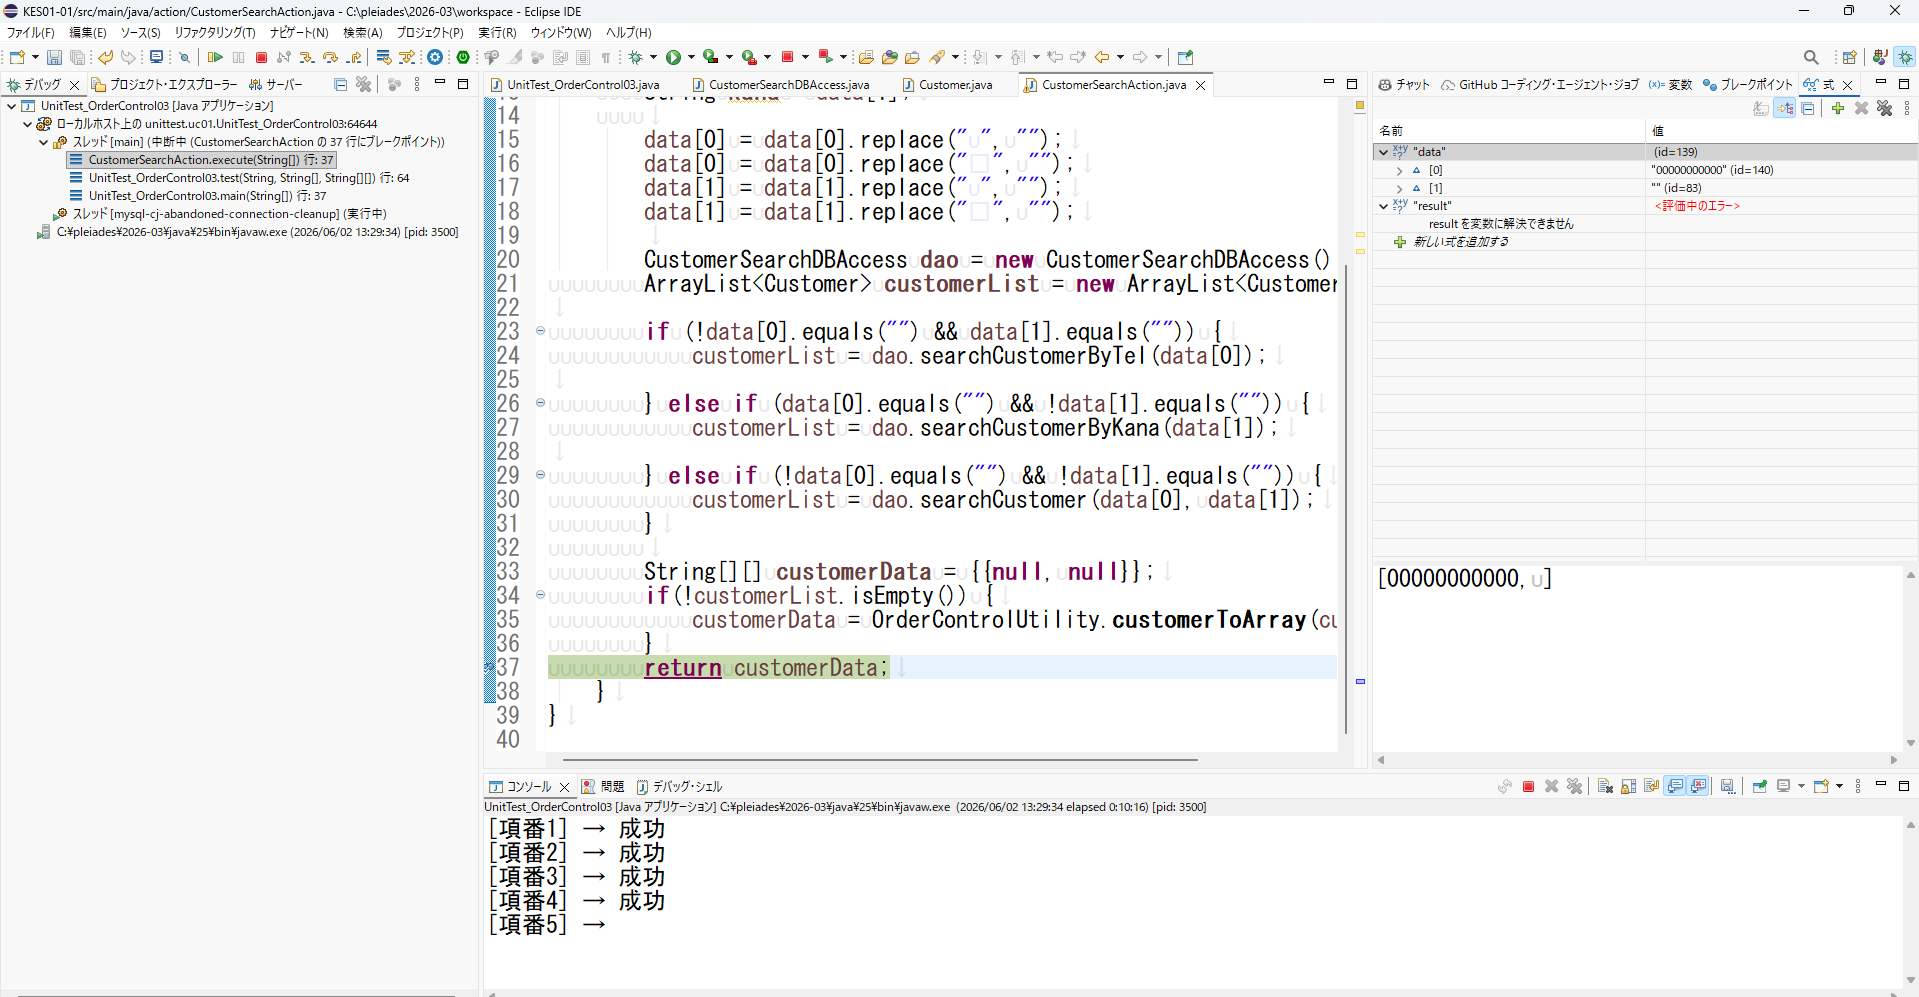 KES01-01/src/main/java/action/CustomerSearchAction.java - C:\pleiades\2026-03\workspace - Eclipse IDE
ファイル(F) 編集(E) ソース(S) リファクタリング(T) ナビゲート(N) 検索(A) プロジェクト(P) 実行(R) ウィンドウ(W) ヘルプ(H)
デバッグ プロジェクト・エクスプローラー サーバー
UnitTest_OrderControl03 [Java アプリケーション]
ローカルホスト上の unittest.uc01.UnitTest_OrderControl03:64644
スレッド [main] (中断中 (CustomerSearchAction の 37 行にブレークポイント))
CustomerSearchAction.execute(String[]) 行: 37
UnitTest_OrderControl03.test(String, String[], String[][]) 行: 64
UnitTest_OrderControl03.main(String[]) 行: 37
スレッド [mysql-cj-abandoned-connection-cleanup] (実行中)
C:¥pleiades¥2026-03¥java¥25¥bin¥javaw.exe (2026/06/02 13:29:34) [pid: 3500]
UnitTest_OrderControl03.java CustomerSearchDBAccess.java Customer.java CustomerSearchAction.java
14
15 data[0] = data[0].replace(" ", "");
16 data[0] = data[0].replace("　", "");
17 data[1] = data[1].replace(" ", "");
18 data[1] = data[1].replace("　", "");
19
20 CustomerSearchDBAccess dao = new CustomerSearchDBAccess()
21 ArrayList<Customer> customerList = new ArrayList<Customer
22
23 if (!data[0].equals("") && data[1].equals("")) {
24 customerList = dao.searchCustomerByTel(data[0]);
25
26 } else if (data[0].equals("") && !data[1].equals("")) {
27 customerList = dao.searchCustomerByKana(data[1]);
28
29 } else if (!data[0].equals("") && !data[1].equals("")) {
30 customerList = dao.searchCustomer(data[0], data[1]);
31 }
32
33 String[][] customerData = {{null, null}};
34 if(!customerList.isEmpty()) {
35 customerData = OrderControlUtility.customerToArray(cu
36 }
37 return customerData;
38 }
39 }
40
チャット GitHub コーディング・エージェント・ジョブ (x)= 変数 ブレークポイント 式
名前 値
"data" (id=139)
[0] "00000000000" (id=140)
[1] "" (id=83)
"result" <評価中のエラー>
result を変数に解決できません
新しい式を追加する
[00000000000, ]
コンソール 問題 デバッグ・シェル
UnitTest_OrderControl03 [Java アプリケーション] C:¥pleiades¥2026-03¥java¥25¥bin¥javaw.exe (2026/06/02 13:29:34 elapsed 0:10:16) [pid: 3500]
[項番1] → 成功
[項番2] → 成功
[項番3] → 成功
[項番4] → 成功
[項番5] →